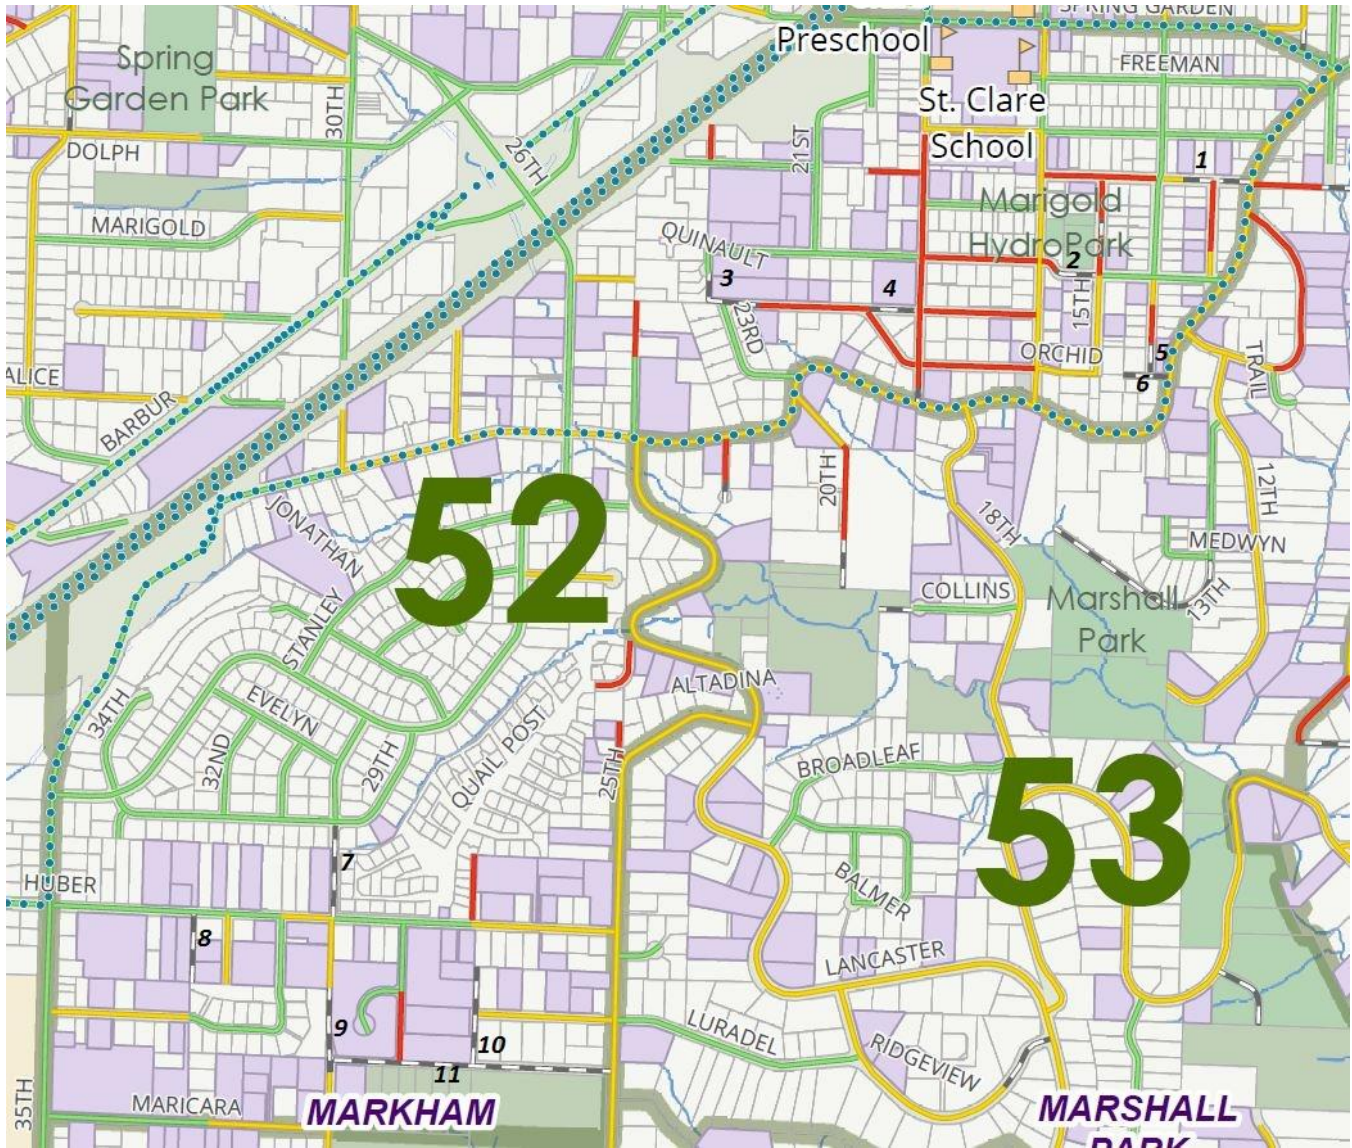 SPRING GARDEN
Preschool
FREEMAN
Spring
Garden Park
30TH
St. Clare
School
26TH
21ST
DOLPH
1
Marigold
HydroPark
MARIGOLD
QUINAULT
2
3
4
15TH
23RD
ORCHID
5
6
TRAIL
ALICE
BARBUR
20TH
12TH
52
JONATHAN
18TH
MEDWYN
COLLINS
Marshall
Park
13TH
STANLEY
ALTADINA
34TH
EVELYN
QUAIL POST
32ND
29TH
25TH
BROADLEAF
53
7
HUBER
BALMER
8
LANCASTER
9
10
LURADEL
RIDGEVIEW
11
35TH
MARICARA
MARKHAM
MARSHALL
PARK